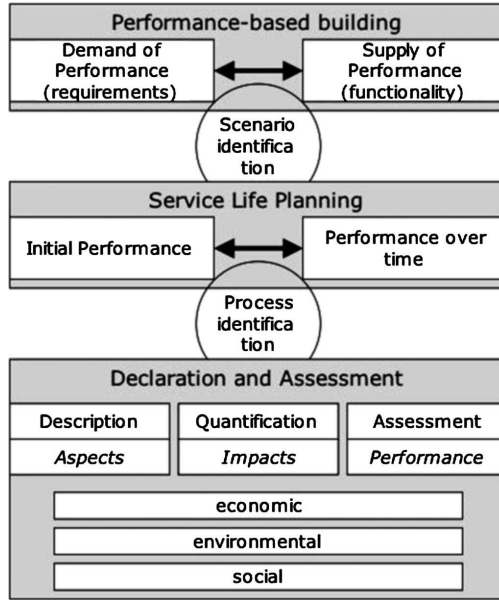 Performance-based building
Demand of
Performance
(requirements)
Supply of
Performance
(functionality)
Scenario
identifica
tion
Service Life Planning
Initial Performance
Performance over
time
Process
identifica
tion
Declaration and Assessment
Description
Quantification
Assessment
Aspects
Impacts
Performance
economic
environmental
social